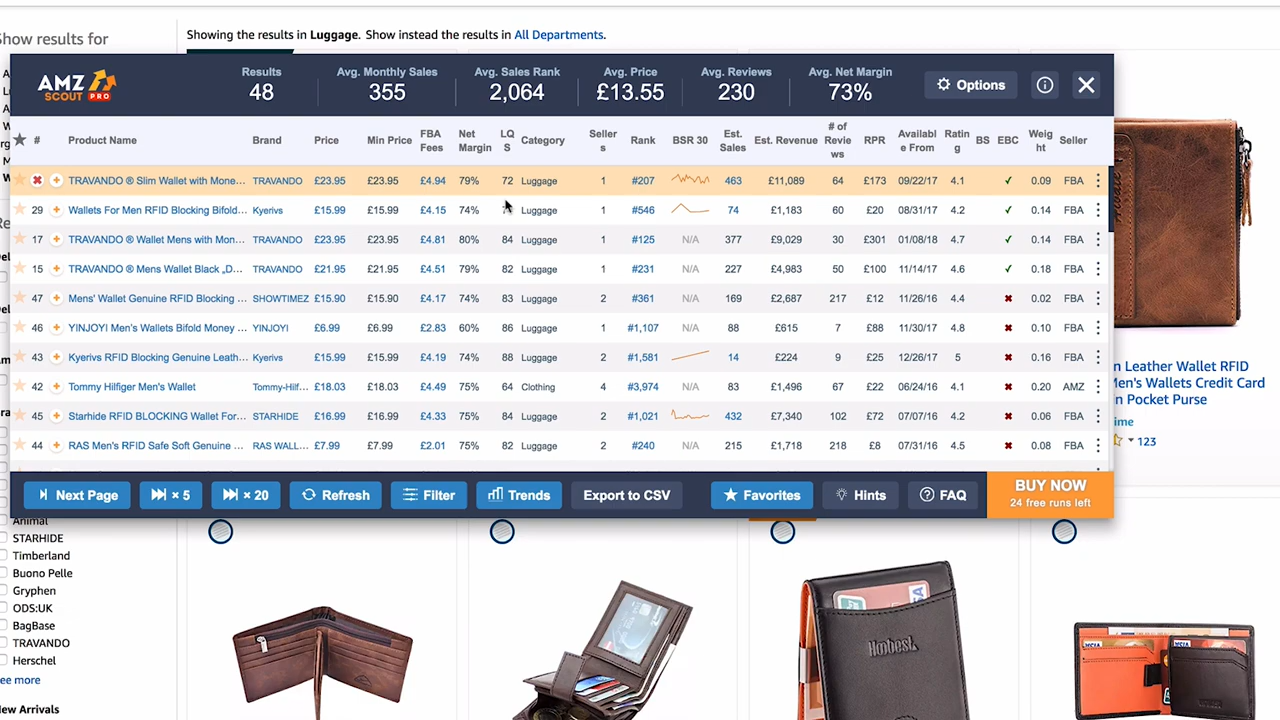 Show results for
Showing the results in Luggage. Show instead the results in All Departments.
AMZ SCOUT PRO
Results 48
Avg. Monthly Sales 355
Avg. Sales Rank 2,064
Avg. Price £13.55
Avg. Reviews 230
Avg. Net Margin 73%
Options
# Product Name Brand Price Min Price FBA Fees Net Margin LQS Category Sellers Rank BSR 30 Est. Sales Est. Revenue # of Reviews RPR Available From Rating BS EBC Weight Seller
TRAVANDO ® Slim Wallet with Mone... TRAVANDO £23.95 £23.95 £4.94 79% 72 Luggage 1 #207 463 £11,089 64 £173 09/22/17 4.1 ✓ 0.09 FBA
29 Wallets For Men RFID Blocking Bifold... Kyerivs £15.99 £15.99 £4.15 74% Luggage 1 #546 74 £1,183 60 £20 08/31/17 4.2 ✓ 0.14 FBA
17 TRAVANDO ® Wallet Mens with Mon... TRAVANDO £23.95 £23.95 £4.81 80% 84 Luggage 1 #125 N/A 377 £9,029 30 £301 01/08/18 4.7 ✓ 0.14 FBA
15 TRAVANDO ® Mens Wallet Black „D... TRAVANDO £21.95 £21.95 £4.51 79% 82 Luggage 1 #231 N/A 227 £4,983 50 £100 11/14/17 4.6 ✓ 0.18 FBA
47 Mens' Wallet Genuine RFID Blocking ... SHOWTIMEZ £15.90 £15.90 £4.17 74% 83 Luggage 2 #361 N/A 169 £2,687 217 £12 11/26/16 4.4 ✖ 0.02 FBA
46 YINJOYI Men's Wallets Bifold Money ... YINJOYI £6.99 £6.99 £2.83 60% 86 Luggage 1 #1,107 N/A 88 £615 7 £88 11/30/17 4.8 ✖ 0.10 FBA
43 Kyerivs RFID Blocking Genuine Leath... Kyerivs £15.99 £15.99 £4.19 74% 88 Luggage 2 #1,581 14 £224 9 £25 12/26/17 5 ✖ 0.16 FBA
42 Tommy Hilfiger Men's Wallet Tommy-Hilf... £18.03 £18.03 £4.49 75% 64 Clothing 4 #3,974 N/A 83 £1,496 67 £22 06/24/16 4.1 ✖ 0.20 AMZ
45 Starhide RFID BLOCKING Wallet For... STARHIDE £16.99 £16.99 £4.33 75% 84 Luggage 2 #1,021 432 £7,340 102 £72 07/07/16 4.2 ✖ 0.06 FBA
44 RAS Men's RFID Safe Soft Genuine ... RAS WALL... £7.99 £7.99 £2.01 75% 82 Luggage 2 #240 N/A 215 £1,718 218 £8 07/31/16 4.5 ✖ 0.08 FBA
Next Page × 5 × 20 Refresh Filter Trends Export to CSV Favorites Hints FAQ BUY NOW
24 free runs left
n Leather Wallet RFID
Men's Wallets Credit Card
n Pocket Purse
ime
123
Animal
STARHIDE
Timberland
Buono Pelle
Gryphen
ODS:UK
BagBase
TRAVANDO
Herschel
ee more
New Arrivals
Hoobest
VISA